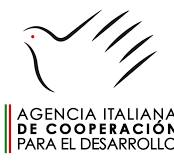 AGENCIA ITALIANA
DE COOPERACIÓN
PARA EL DESARROLLO